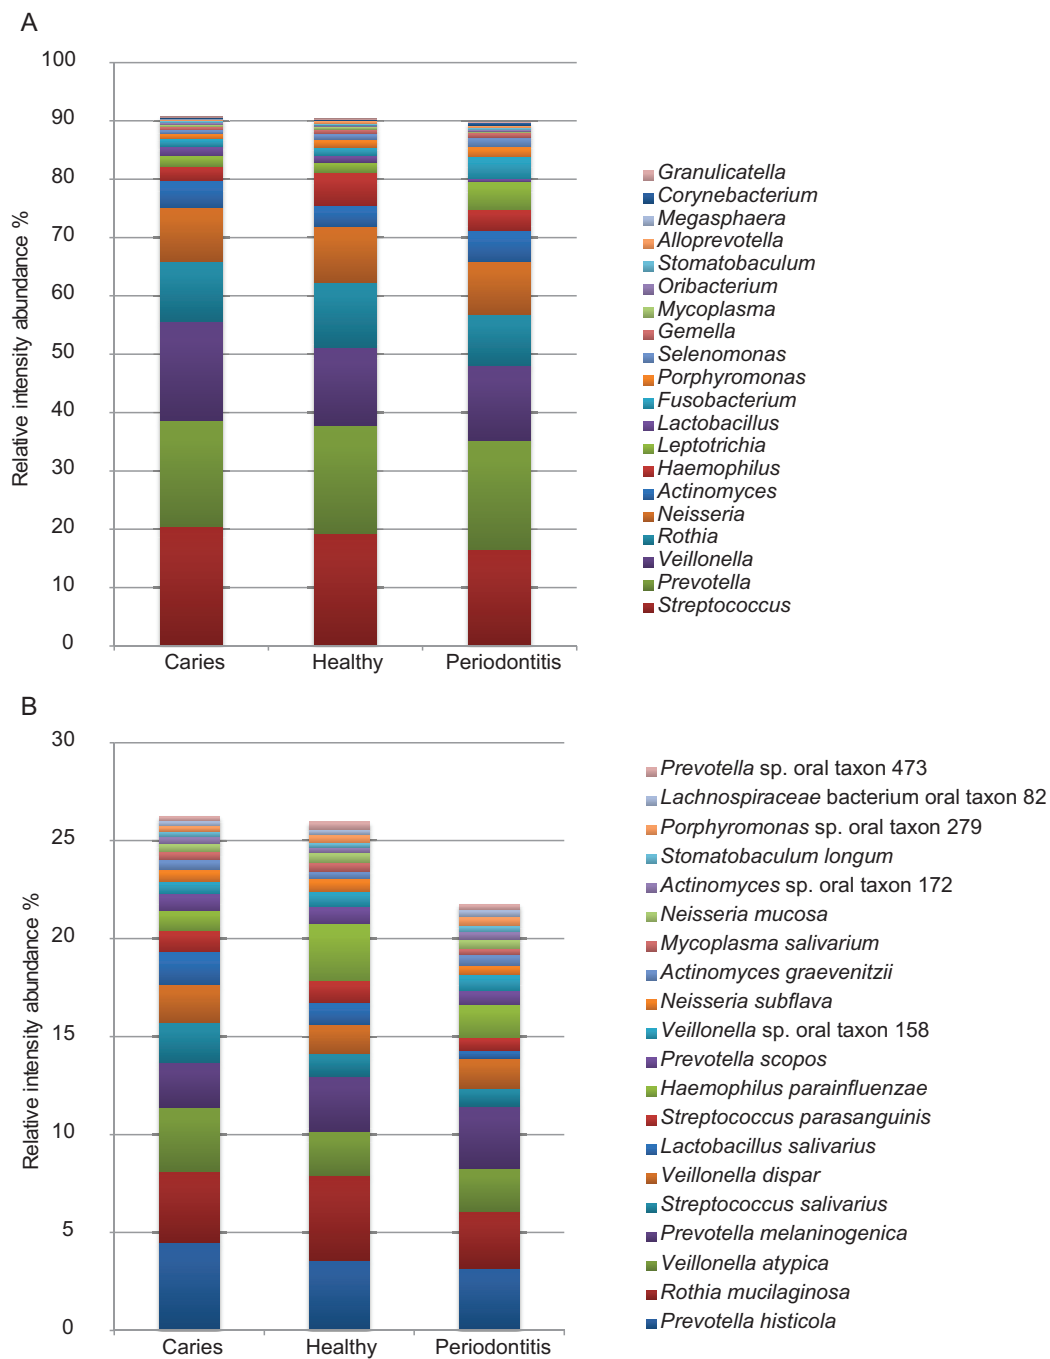 A
Relative intensity abundance %
100
90
80
70
60
50
40
30
20
10
0
Caries
Healthy
Periodontitis
Granulicatella
Corynebacterium
Megasphaera
Alloprevotella
Stomatobaculum
Oribacterium
Mycoplasma
Gemella
Selenomonas
Porphyromonas
Fusobacterium
Lactobacillus
Leptotrichia
Haemophilus
Actinomyces
Neisseria
Rothia
Veillonella
Prevotella
Streptococcus
B
Relative intensity abundance %
30
25
20
15
10
5
0
Caries
Healthy
Periodontitis
Prevotella sp. oral taxon 473
Lachnospiraceae bacterium oral taxon 82
Porphyromonas sp. oral taxon 279
Stomatobaculum longum
Actinomyces sp. oral taxon 172
Neisseria mucosa
Mycoplasma salivarium
Actinomyces graevenitzii
Neisseria subflava
Veillonella sp. oral taxon 158
Prevotella scopos
Haemophilus parainfluenzae
Streptococcus parasanguinis
Lactobacillus salivarius
Veillonella dispar
Streptococcus salivarius
Prevotella melaninogenica
Veillonella atypica
Rothia mucilaginosa
Prevotella histicola